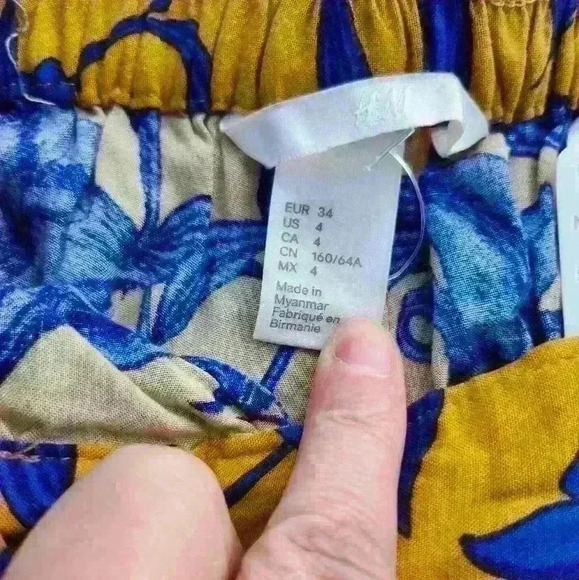 H&M
EUR 34
US 4
CA 4
CN 160/64A
MX 4
Made in
Myanmar
Fabriqué en
Birmanie